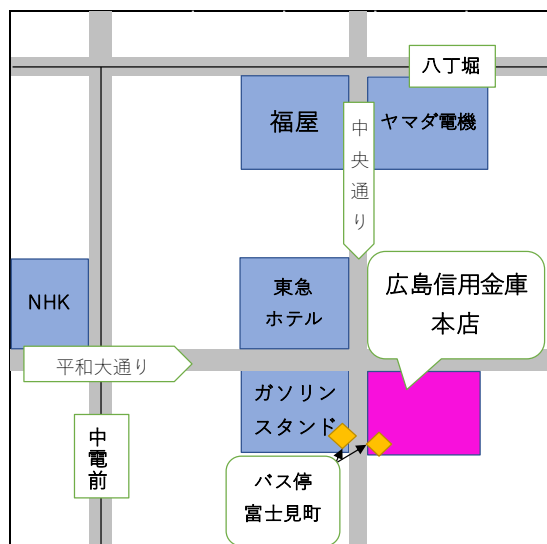 八丁堀
福屋
ヤマダ電機
中央通り
NHK
東急
ホテル
広島信用金庫
本店
平和大通り
ガソリン
スタンド
中電前
バス停
富士見町